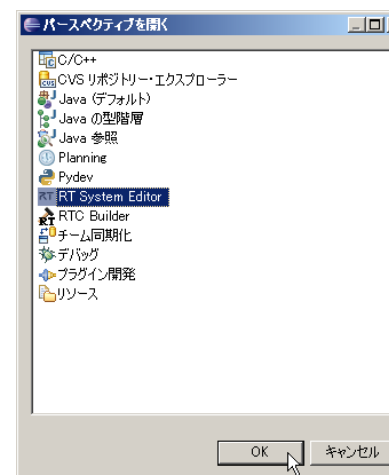 パースペクティブを開く
C/C++
CVS リポジトリー・エクスプローラー
Java (デフォルト)
Java の型階層
Java 参照
Planning
Pydev
RT System Editor
RTC Builder
チーム同期化
デバッグ
プラグイン開発
リソース
OK
キャンセル